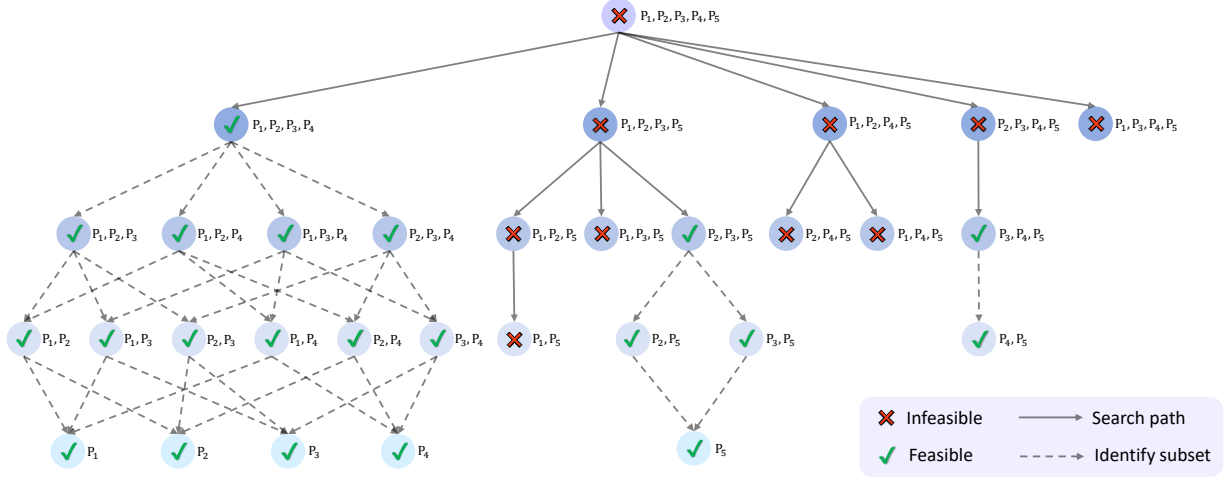 P₁, P₂, P₃, P₄, P₅
P₁, P₂, P₃, P₄
P₁, P₂, P₃, P₅
P₁, P₂, P₄, P₅
P₂, P₃, P₄, P₅
P₁, P₃, P₄, P₅
P₁, P₂, P₃
P₁, P₂, P₄
P₁, P₃, P₄
P₂, P₃, P₄
P₁, P₂, P₅
P₁, P₃, P₅
P₂, P₃, P₅
P₂, P₄, P₅
P₁, P₄, P₅
P₃, P₄, P₅
P₁, P₂
P₁, P₃
P₂, P₃
P₁, P₄
P₂, P₄
P₃, P₄
P₁, P₅
P₂, P₅
P₃, P₅
P₄, P₅
P₁
P₂
P₃
P₄
P₅
Infeasible
Search path
Feasible
Identify subset